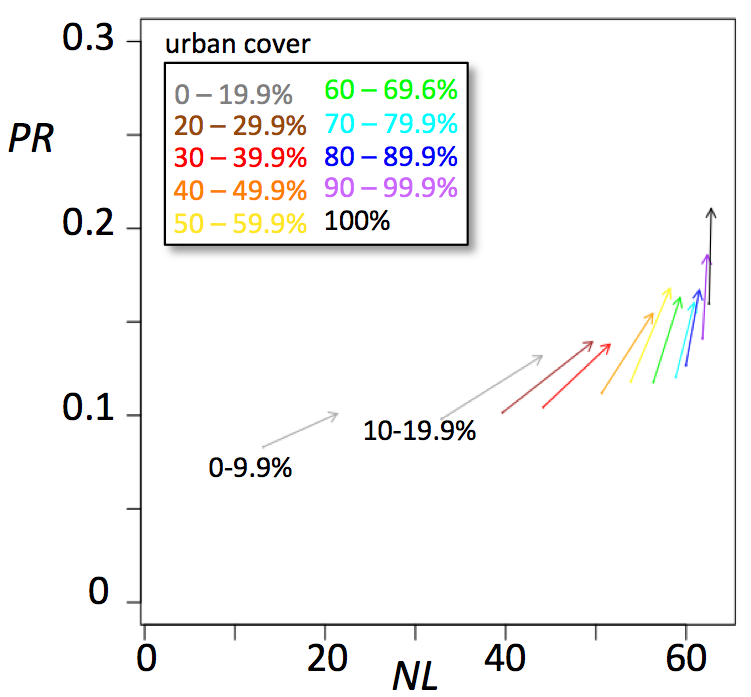 0.3
urban cover
0 – 19.9%
20 – 29.9%
30 – 39.9%
40 – 49.9%
50 – 59.9%
60 – 69.6%
70 – 79.9%
80 – 89.9%
90 – 99.9%
100%
PR
0.2
0.1
10-19.9%
0-9.9%
0
0 20 40 60
NL